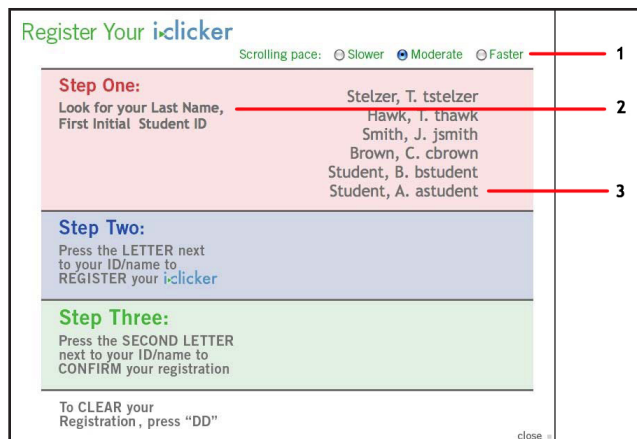 Register Your i>clicker
Scrolling pace: Slower Moderate Faster
1
Step One:
Look for your Last Name,
First Initial Student ID
2
Stelzer, T. tstelzer
Hawk, T. thawk
Smith, J. jsmith
Brown, C. cbrown
Student, B. bstudent
Student, A. astudent
3
Step Two:
Press the LETTER next
to your ID/name to
REGISTER your i>clicker
Step Three:
Press the SECOND LETTER
next to your ID/name to
CONFIRM your registration
To CLEAR your
Registration, press “DD”
close